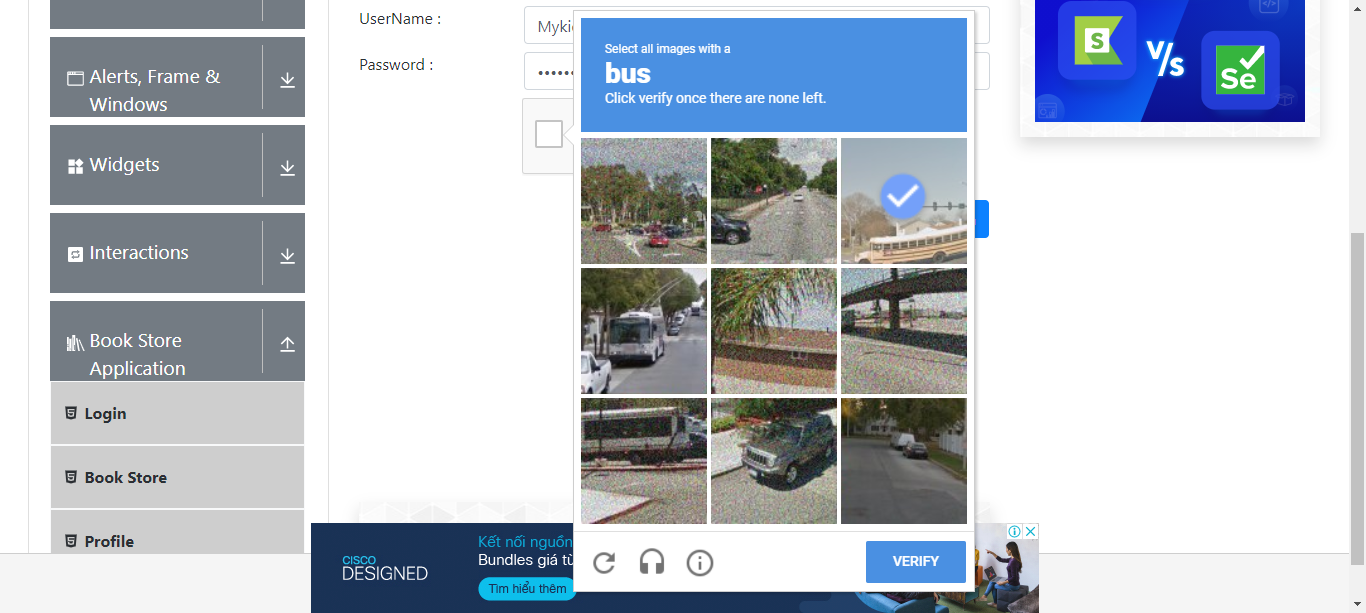 UserName :
Password :
Alerts, Frame &
Windows
Widgets
Interactions
Book Store
Application
Login
Book Store
Profile
Select all images with a
bus
Click verify once there are none left.
VERIFY
S
V/s
Se
CISCO
DESIGNED
Kết nối nguồn
Bundles giá từ
Tìm hiểu thêm